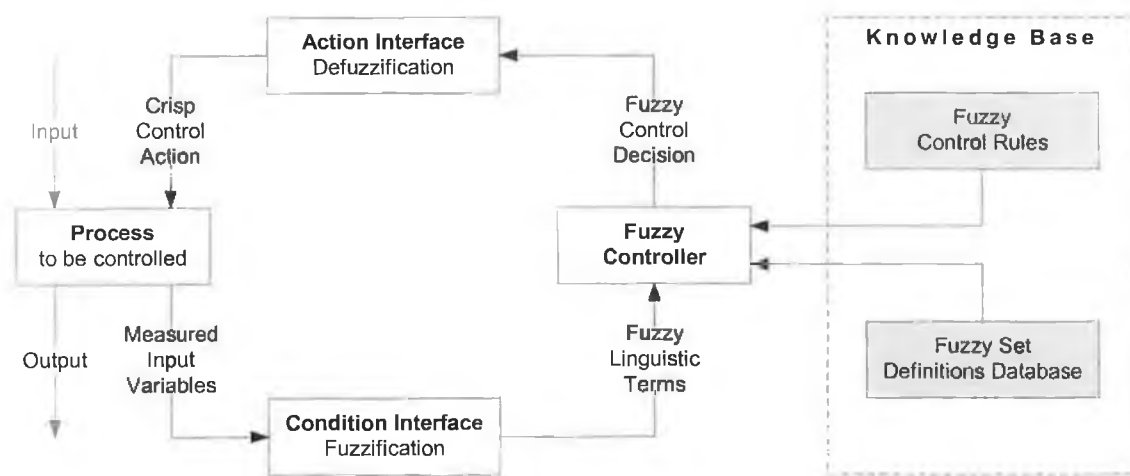 Action Interface
Defuzzification
Knowledge Base
Input
Crisp
Control
Action
Fuzzy
Control
Decision
Fuzzy
Control Rules
Process
to be controlled
Fuzzy
Controller
Output
Measured
Input
Variables
Fuzzy
Linguistic
Terms
Fuzzy Set
Definitions Database
Condition Interface
Fuzzification